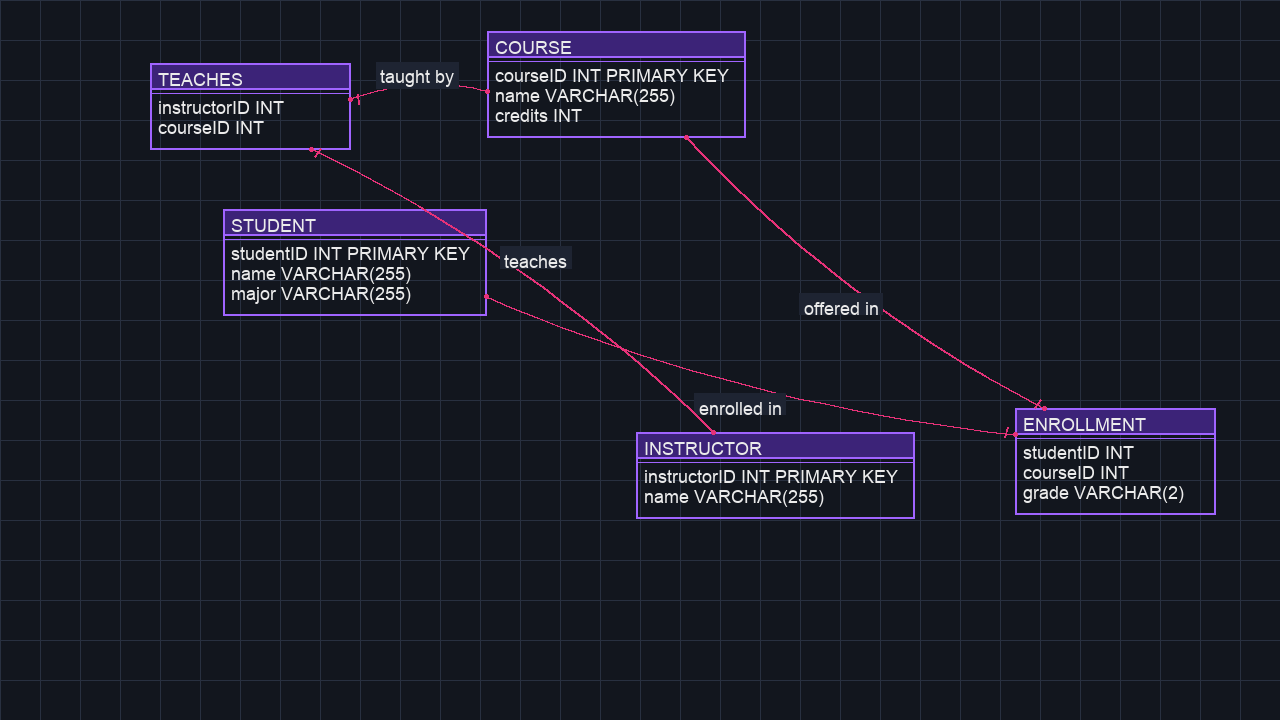 COURSE
courseID INT PRIMARY KEY
name VARCHAR(255)
credits INT
taught by
TEACHES
instructorID INT
courseID INT
STUDENT
studentID INT PRIMARY KEY
name VARCHAR(255)
major VARCHAR(255)
teaches
offered in
enrolled in
INSTRUCTOR
instructorID INT PRIMARY KEY
name VARCHAR(255)
ENROLLMENT
studentID INT
courseID INT
grade VARCHAR(2)